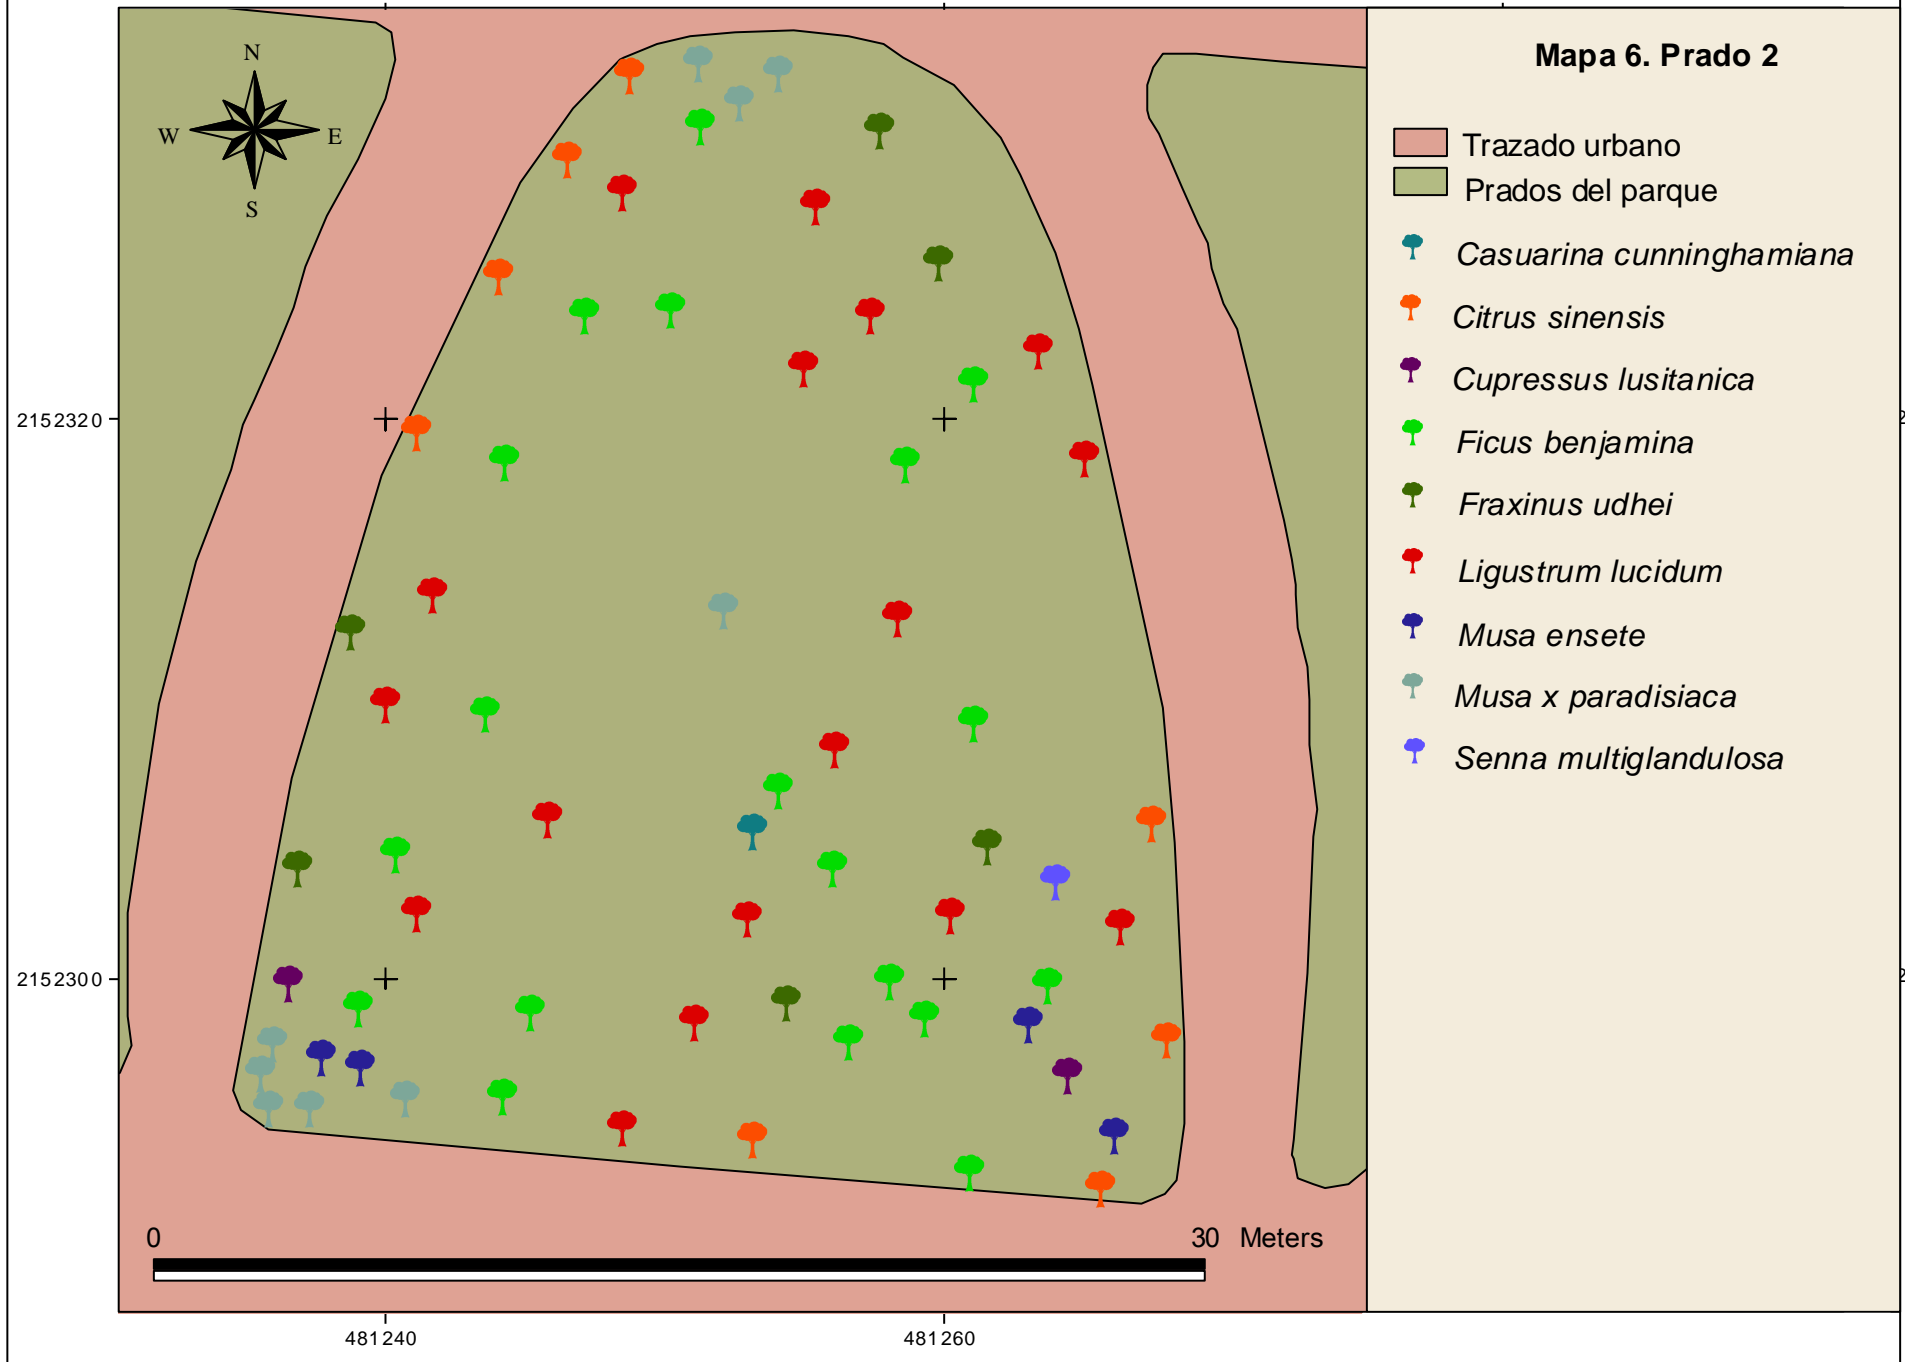 N
W E
S
Mapa 6. Prado 2
Trazado urbano
Prados del parque
Casuarina cunninghamiana
Citrus sinensis
Cupressus lusitanica
Ficus benjamina
Fraxinus udhei
Ligustrum lucidum
Musa ensete
Musa x paradisiaca
Senna multiglandulosa
2152320
2152300
0 30 Meters
481240 481260